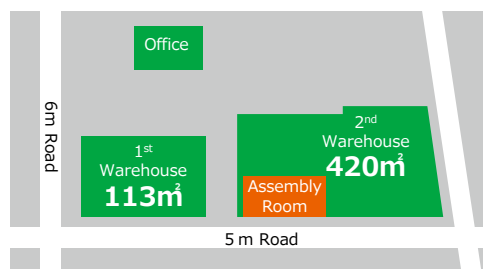 Office
6m Road
1st
Warehouse
113㎡
2nd
Warehouse
420㎡
Assembly
Room
5 m Road